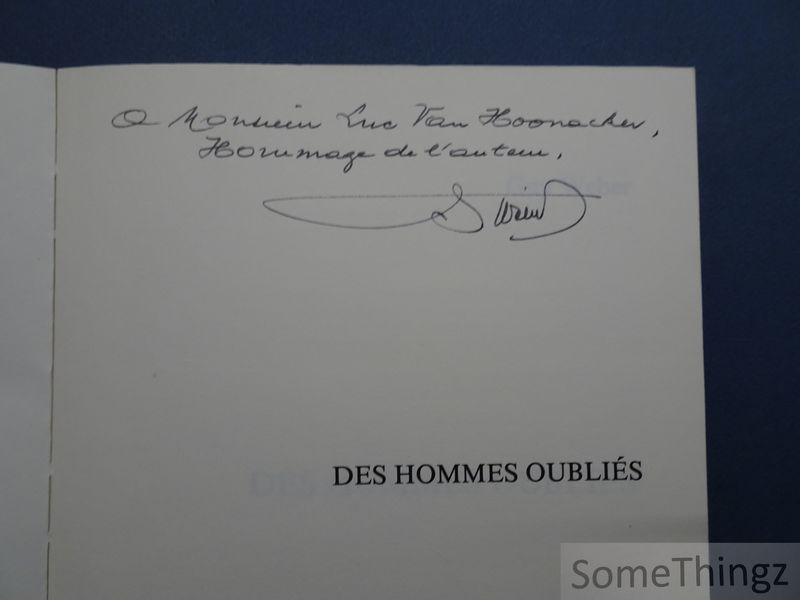 A Monsieur Luc Van Hoonacker,
Hommage de l'auteur.
DES HOMMES OUBLIÉS
SomeThingz